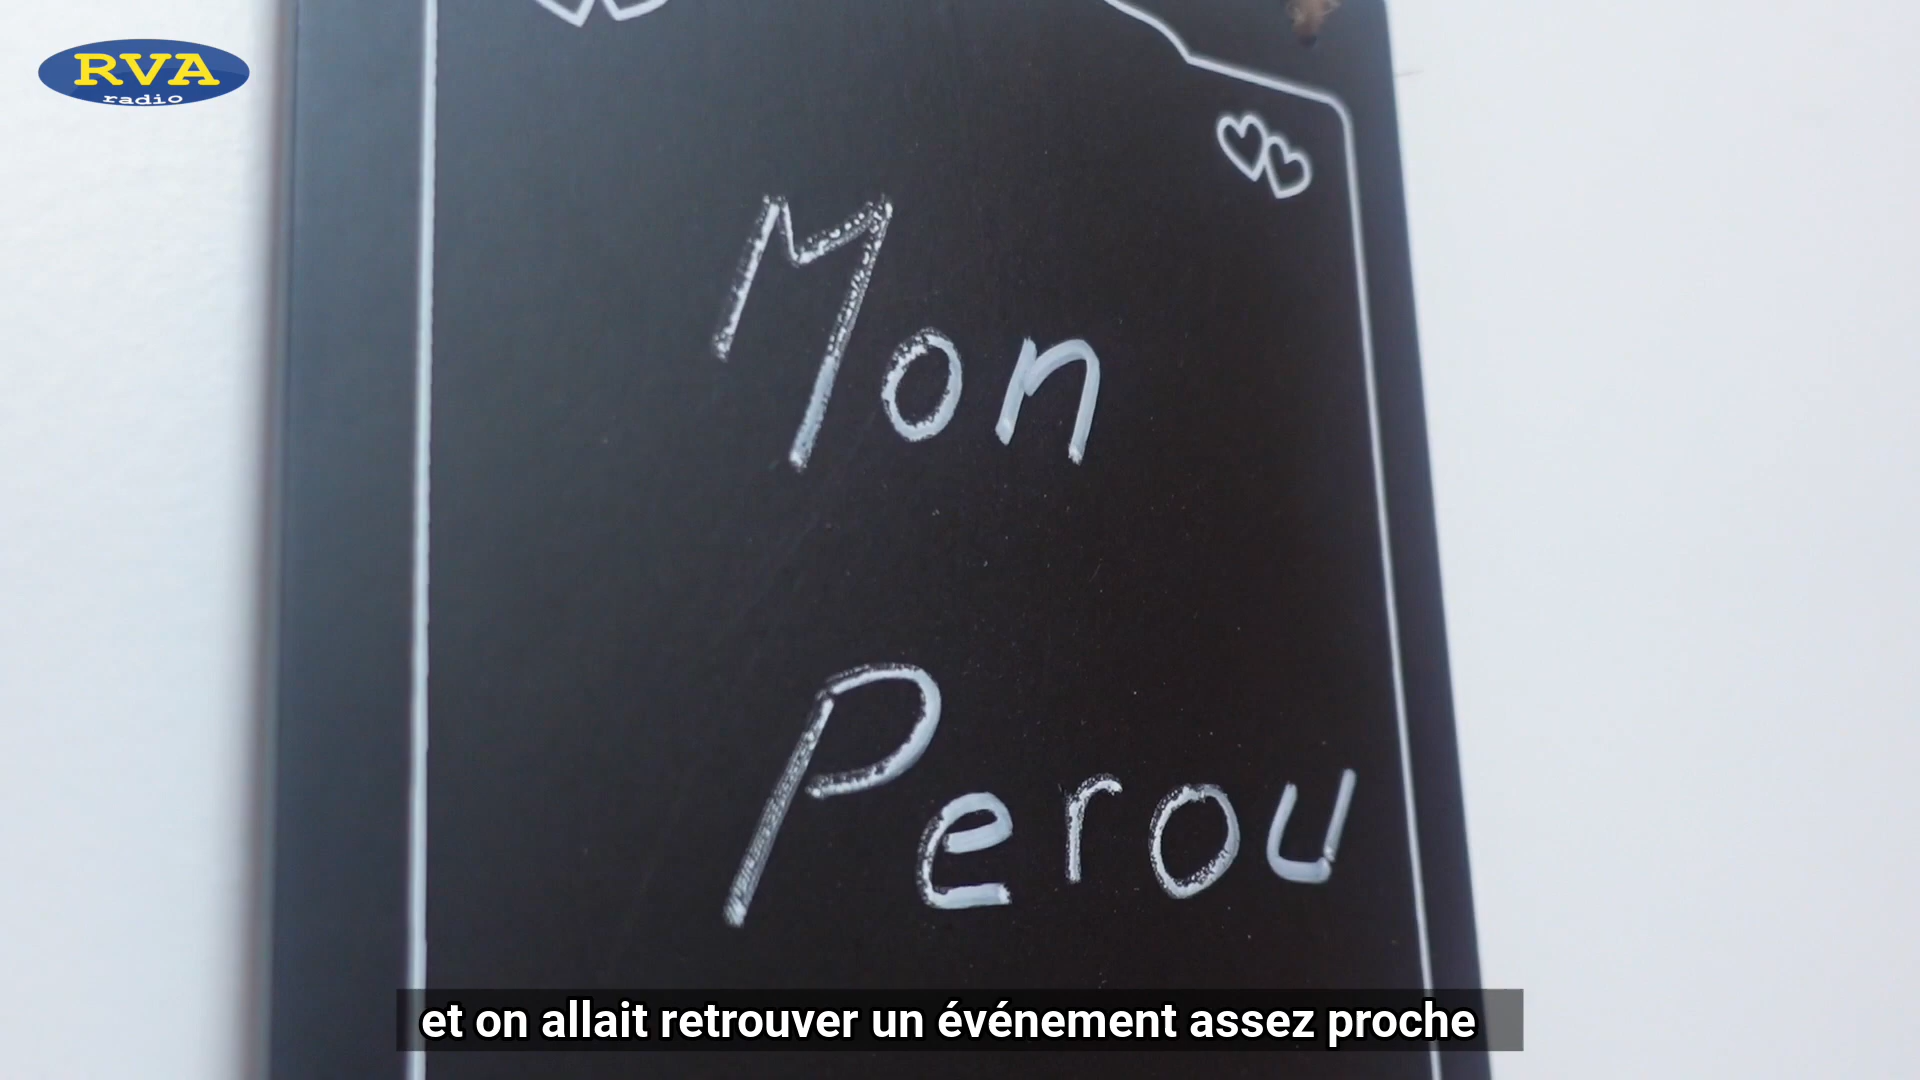 RVA
radio
Mon
Perou
et on allait retrouver un événement assez proche